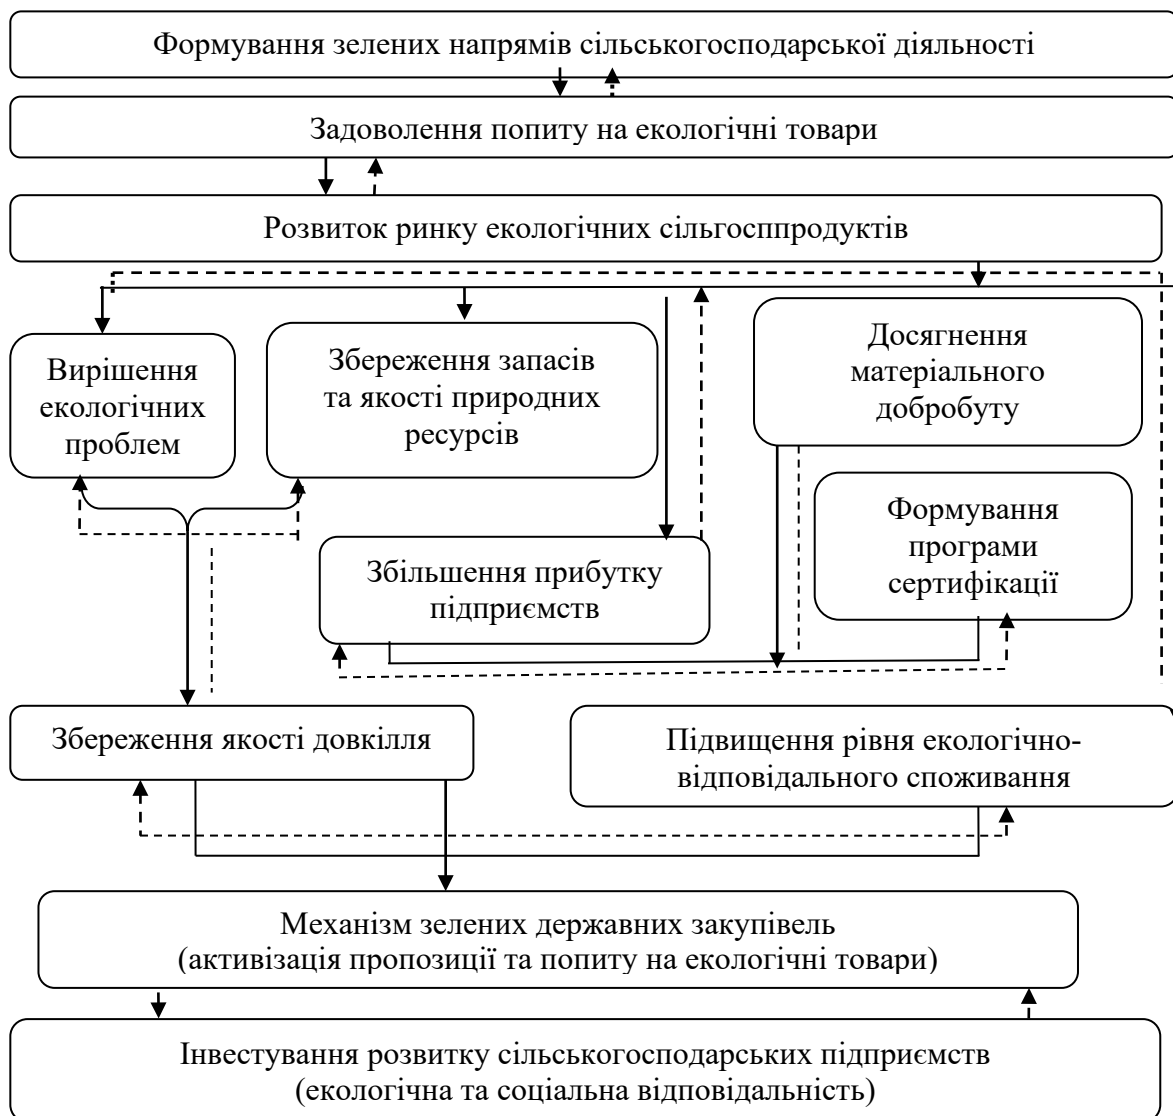 Формування зелених напрямів сільськогосподарської діяльності
Задоволення попиту на екологічні товари
Розвиток ринку екологічних сільгосппродуктів
Вирішення
екологічних
проблем
Збереження запасів
та якості природних
ресурсів
Досягнення
матеріального
добробуту
Формування
програми
сертифікації
Збільшення прибутку
підприємств
Збереження якості довкілля
Підвищення рівня екологічно-
відповідального споживання
Механізм зелених державних закупівель
(активізація пропозиції та попиту на екологічні товари)
Інвестування розвитку сільськогосподарських підприємств
(екологічна та соціальна відповідальність)